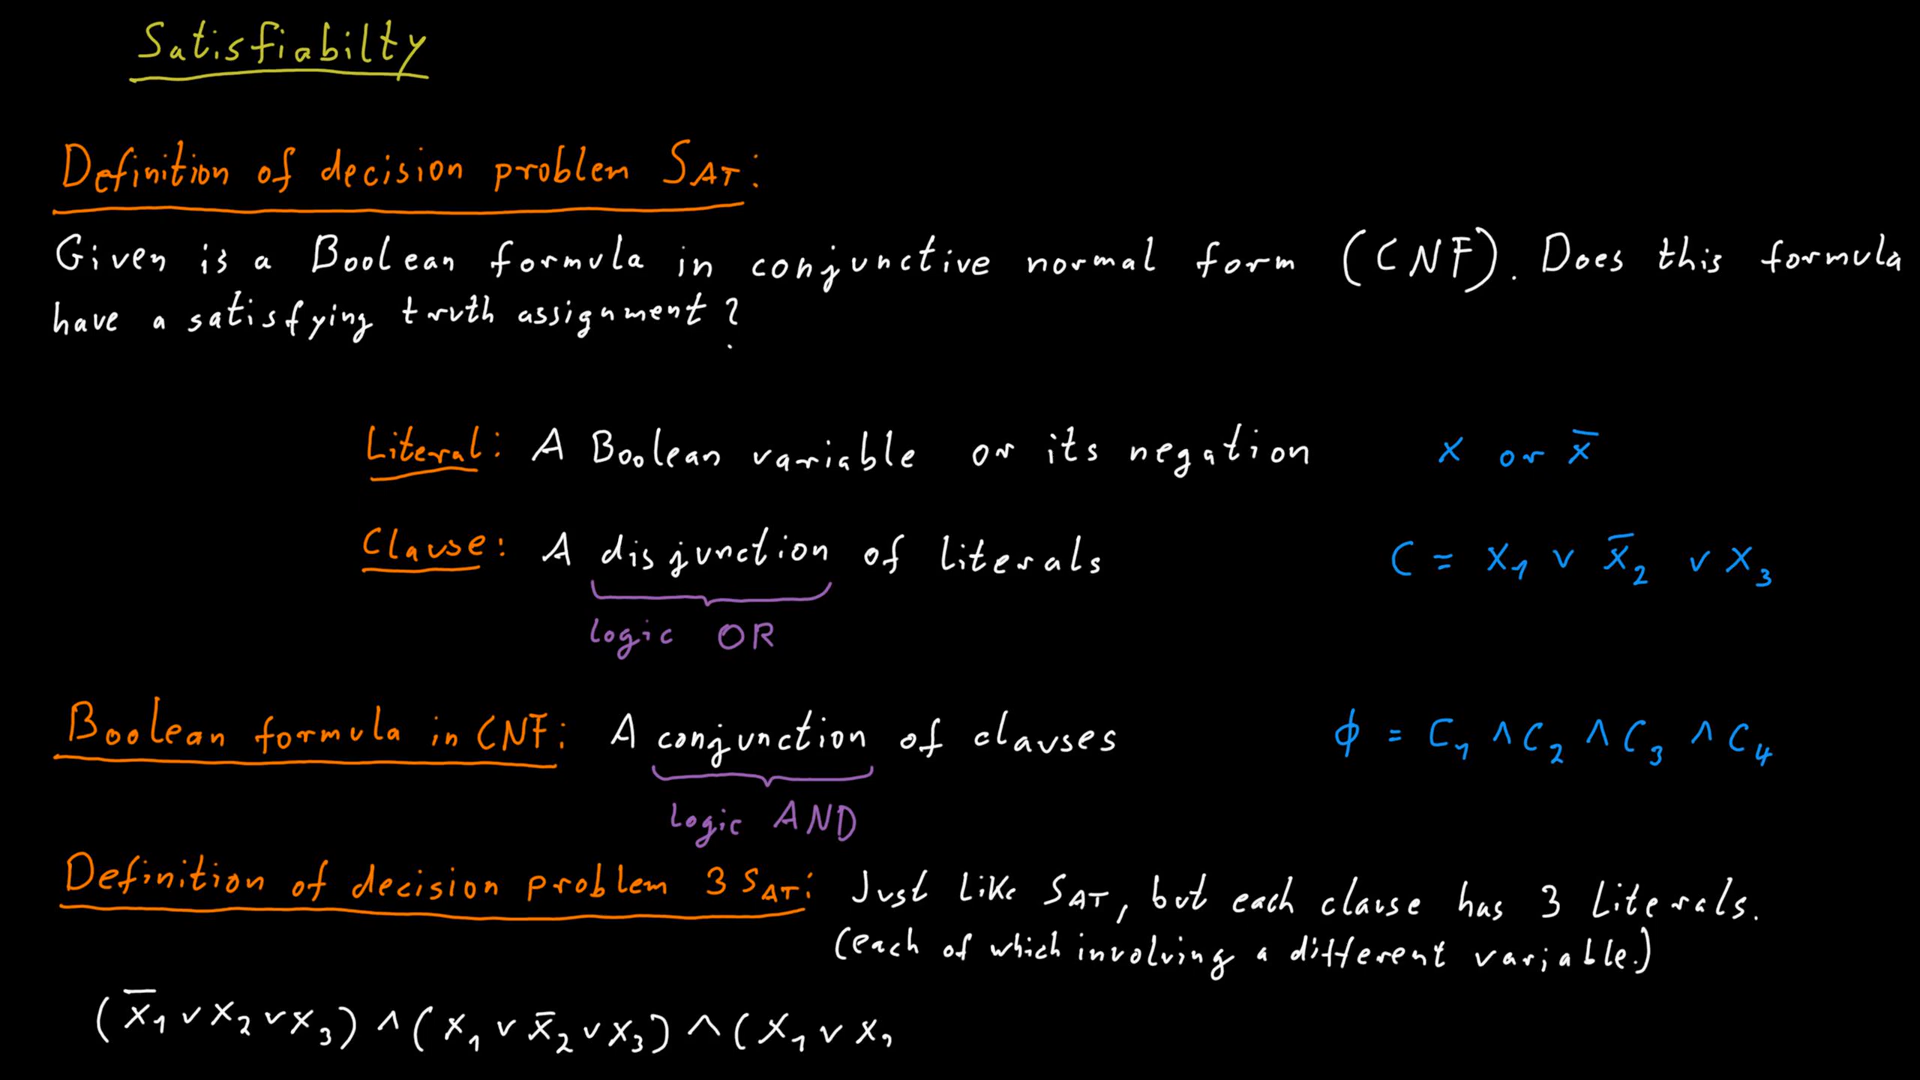 Satisfiabilty
Definition of decision problem SAT:
Given is a Boolean formula in conjunctive normal form (CNF). Does this formula
have a satisfying truth assignment?
Literal: A Boolean variable or its negation x or x̅
Clause: A disjunction of literals C = x₁ ∨ x̅₂ ∨ x₃
logic OR
Boolean formula in CNF: A conjunction of clauses ϕ = C₁ ∧ C₂ ∧ C₃ ∧ C₄
logic AND
Definition of decision problem 3SAT: Just like SAT, but each clause has 3 literals.
(each of which involving a different variable.)
(x̅₁ ∨ x₂ ∨ x₃) ∧ (x₁ ∨ x̅₂ ∨ x₃) ∧ (x₁ ∨ x